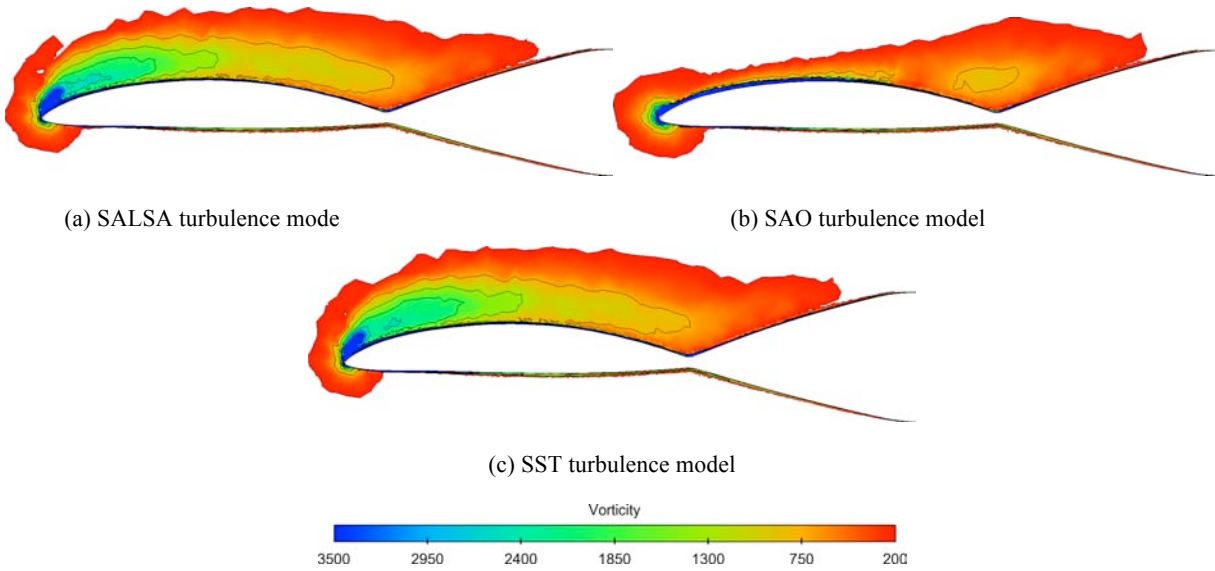 (a) SALSA turbulence mode
(b) SAO turbulence model
(c) SST turbulence model
Vorticity
3500 2950 2400 1850 1300 750 200